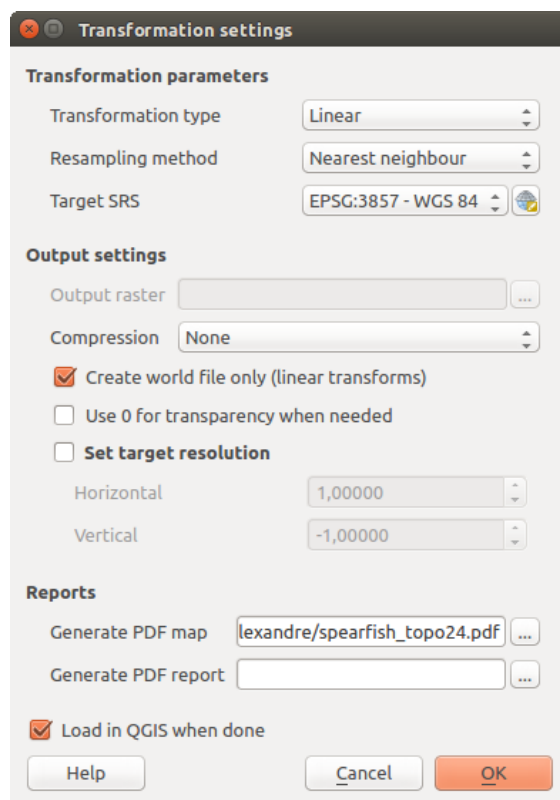 Transformation settings
Transformation parameters
Transformation type Linear
Resampling method Nearest neighbour
Target SRS EPSG:3857 - WGS 84
Output settings
Output raster ...
Compression None
Create world file only (linear transforms)
Use 0 for transparency when needed
Set target resolution
Horizontal 1,00000
Vertical -1,00000
Reports
Generate PDF map lexandre/spearfish_topo24.pdf ...
Generate PDF report ...
Load in QGIS when done
Help Cancel OK